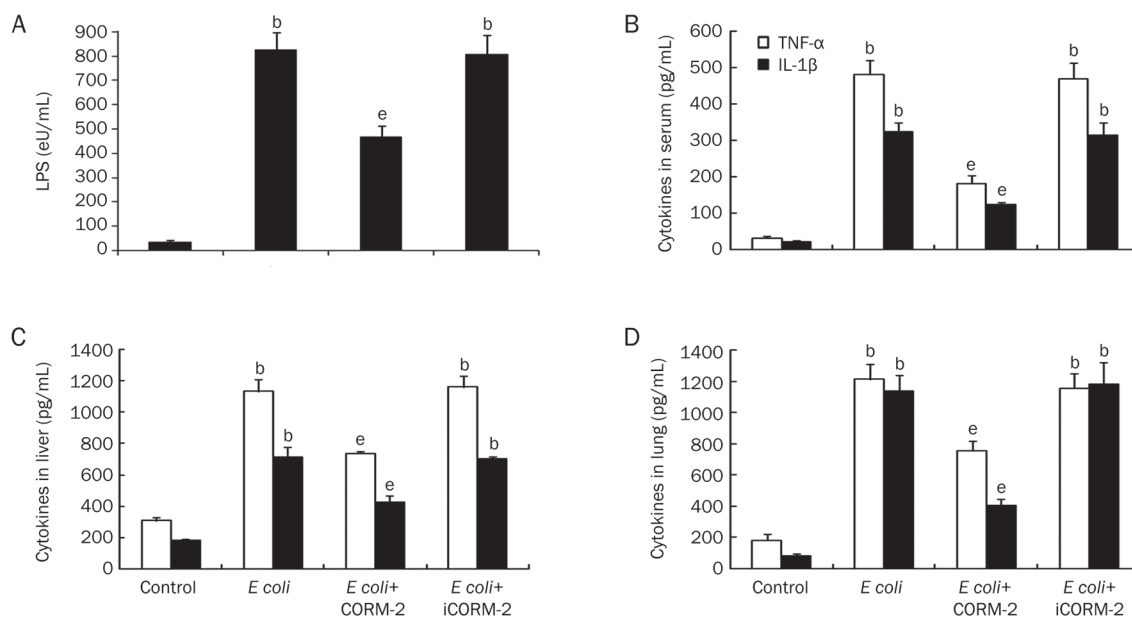 A
LPS (eU/mL)
900
800
700
600
500
400
300
200
100
0
b
e
b
B
Cytokines in serum (pg/mL)
600
500
400
300
200
100
0
TNF-α
IL-1β
b
b
e
e
b
b
C
Cytokines in liver (pg/mL)
1400
1200
1000
800
600
400
200
0
b
b
e
e
b
b
Control
E coli
E coli+
CORM-2
E coli+
iCORM-2
D
Cytokines in lung (pg/mL)
1400
1200
1000
800
600
400
200
0
b
b
e
e
b
b
Control
E coli
E coli+
CORM-2
E coli+
iCORM-2